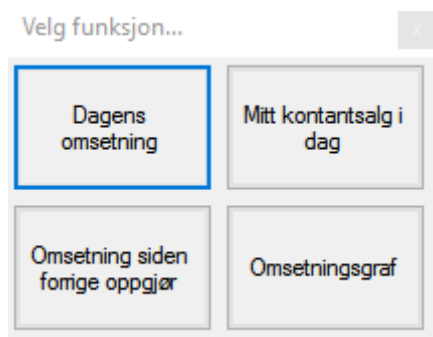 Velg funksjon...
Dagens
omsetning
Mitt kontantsalg i
dag
Omsetning siden
forrige oppgjør
Omsetningsgraf